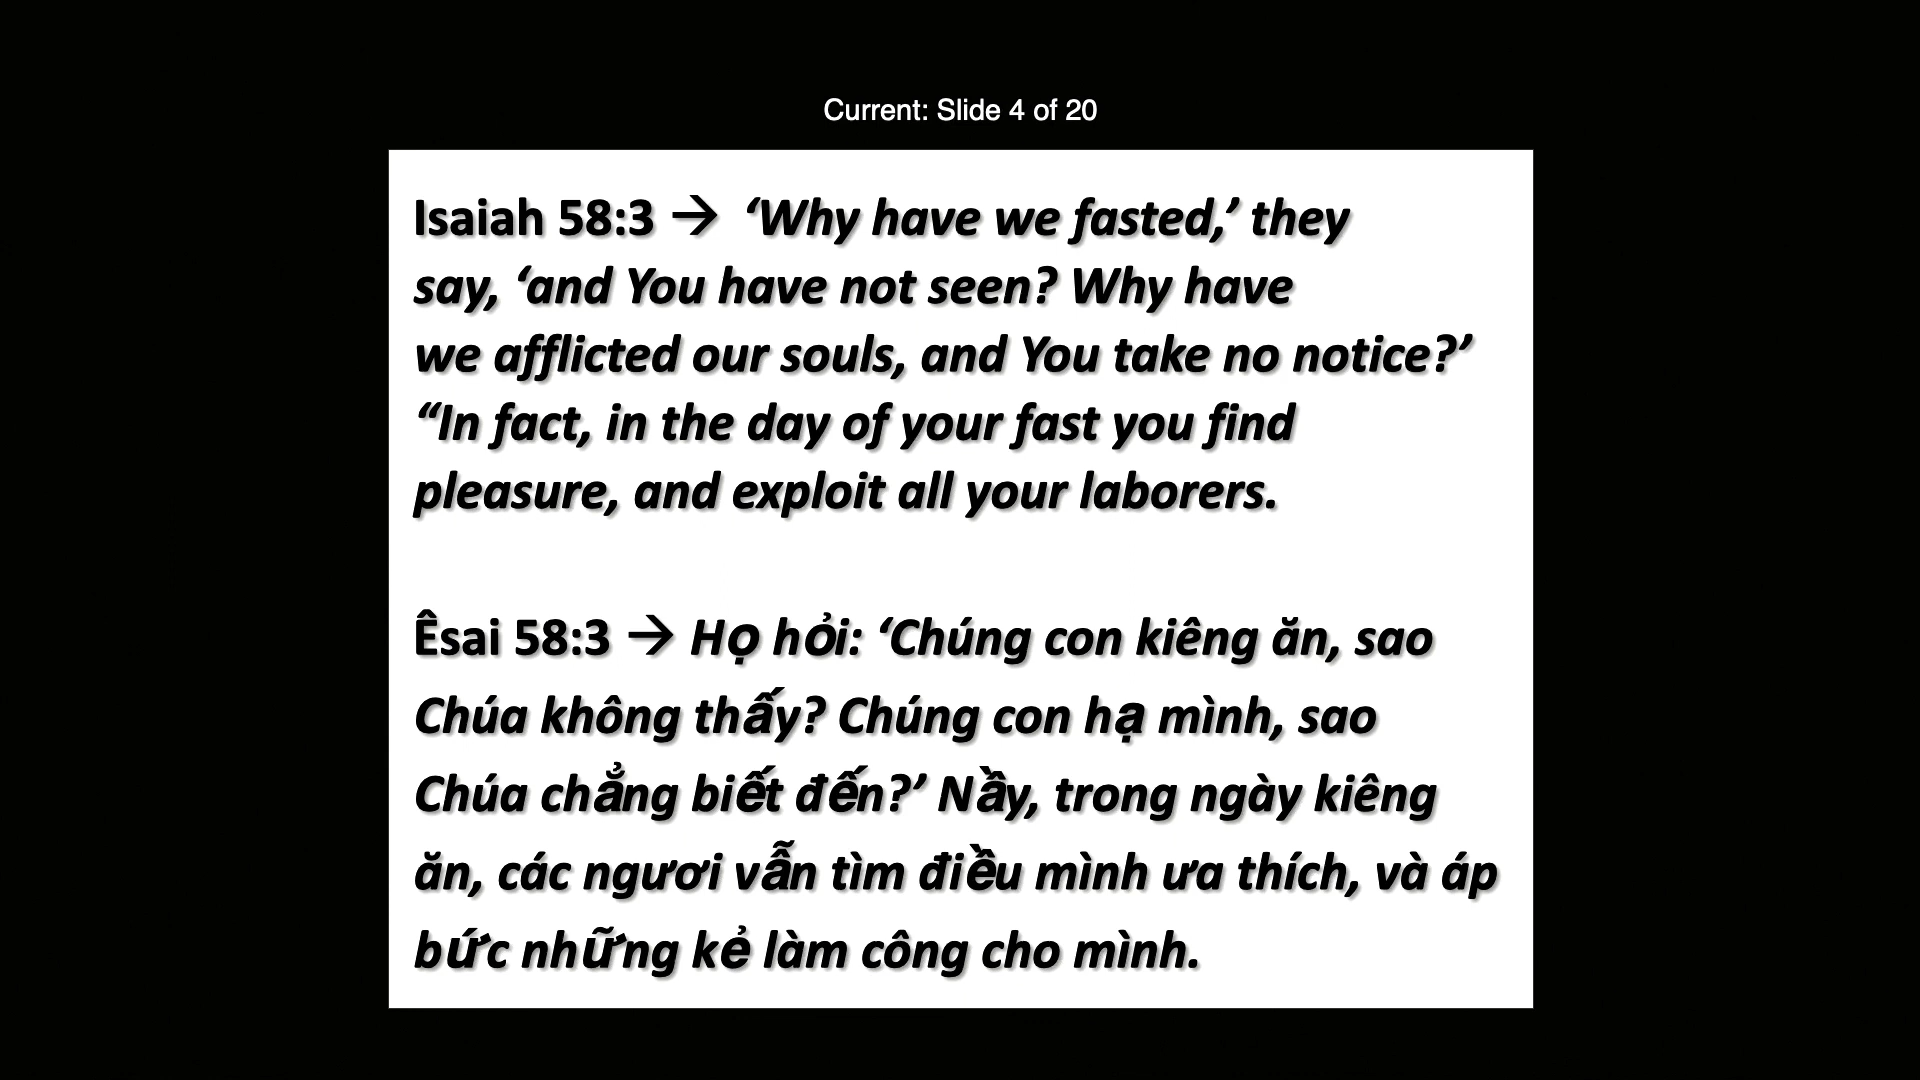 Current: Slide 4 of 20
Isaiah 58:3 → ‘Why have we fasted,’ they
say, ‘and You have not seen? Why have
we afflicted our souls, and You take no notice?’
“In fact, in the day of your fast you find
pleasure, and exploit all your laborers.
Êsai 58:3 → Họ hỏi: ‘Chúng con kiêng ăn, sao
Chúa không thấy? Chúng con hạ mình, sao
Chúa chẳng biết đến?’ Nầy, trong ngày kiêng
ăn, các ngươi vẫn tìm điều mình ưa thích, và áp
bức những kẻ làm công cho mình.